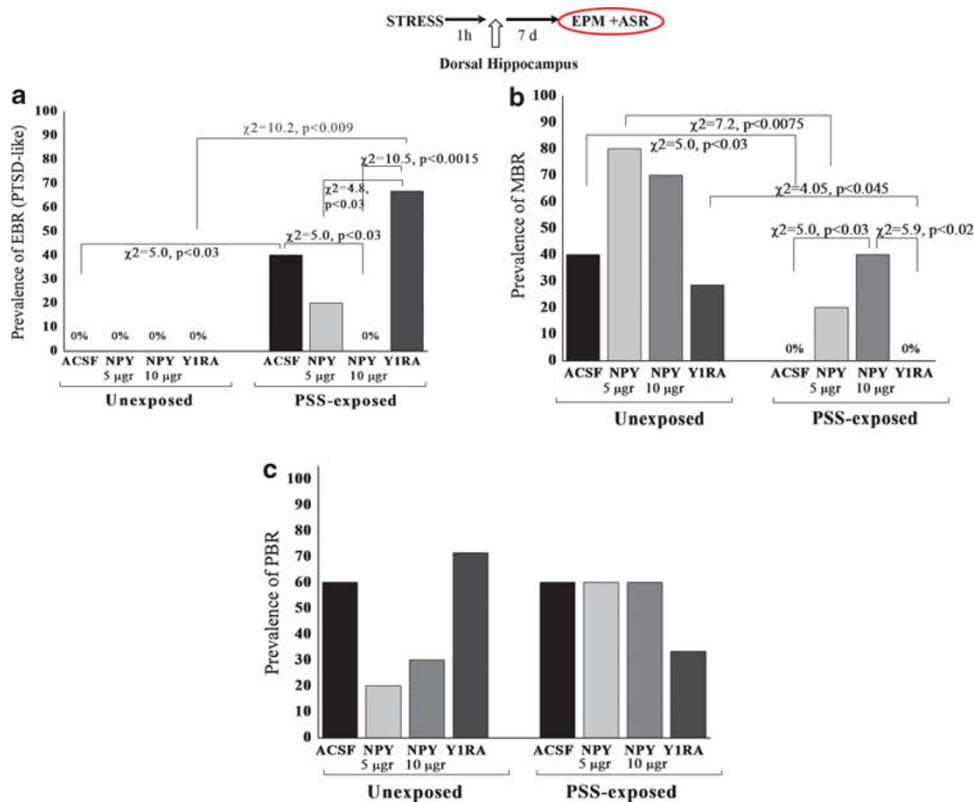 STRESS
1h
7 d
EPM +ASR
Dorsal Hippocampus
a
Prevalence of EBR (PTSD-like)
100
90
80
70
60
50
40
30
20
10
0
χ2=10.2, p<0.009
χ2=10.5, p<0.0015
χ2=4.8,
p<0.03
χ2=5.0, p<0.03
χ2=5.0, p<0.03
0% 0% 0% 0% 0%
ACSF NPY NPY Y1RA ACSF NPY NPY Y1RA
5 µgr 10 µgr 5 µgr 10 µgr
Unexposed PSS-exposed
b
Prevalence of MBR
100
90
80
70
60
50
40
30
20
10
0
χ2=7.2, p<0.0075
χ2=5.0, p<0.03
χ2=4.05, p<0.045
χ2=5.0, p<0.03 χ2=5.9, p<0.02
0% 0%
ACSF NPY NPY Y1RA ACSF NPY NPY Y1RA
5 µgr 10 µgr 5 µgr 10 µgr
Unexposed PSS-exposed
c
Prevalence of PBR
100
90
80
70
60
50
40
30
20
10
0
ACSF NPY NPY Y1RA ACSF NPY NPY Y1RA
5 µgr 10 µgr 5 µgr 10 µgr
Unexposed PSS-exposed